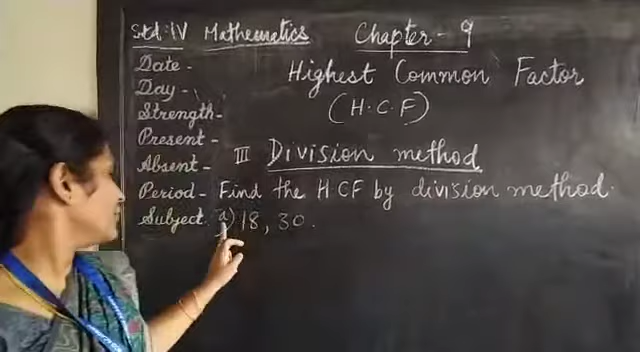 Std: IV Mathematics Chapter - 9
Date -
Day -
Highest Common Factor
(H.C.F)
Strength -
Present -
III Division method
Absent -
Period - Find the HCF by division method.
Subject a) 18, 30.